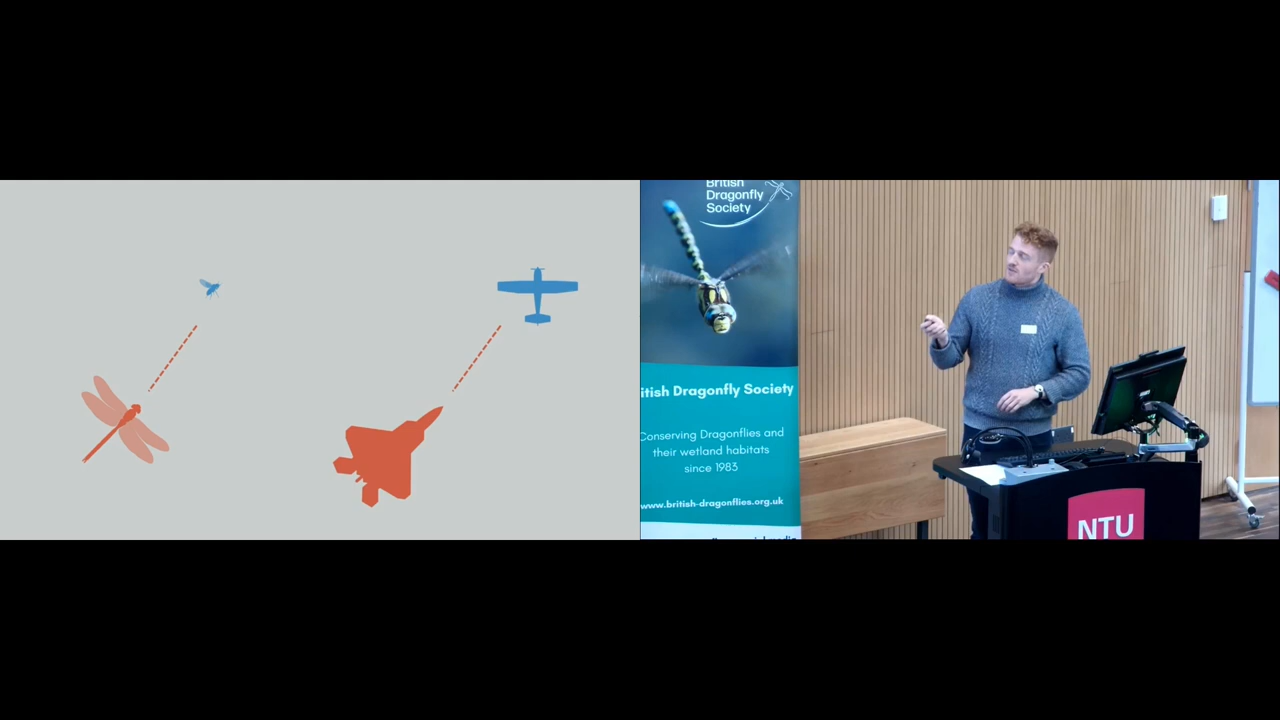 British
Dragonfly
Society
itish Dragonfly Society
Conserving Dragonflies and
their wetland habitats
since 1983
www.british-dragonflies.org.uk
NTU